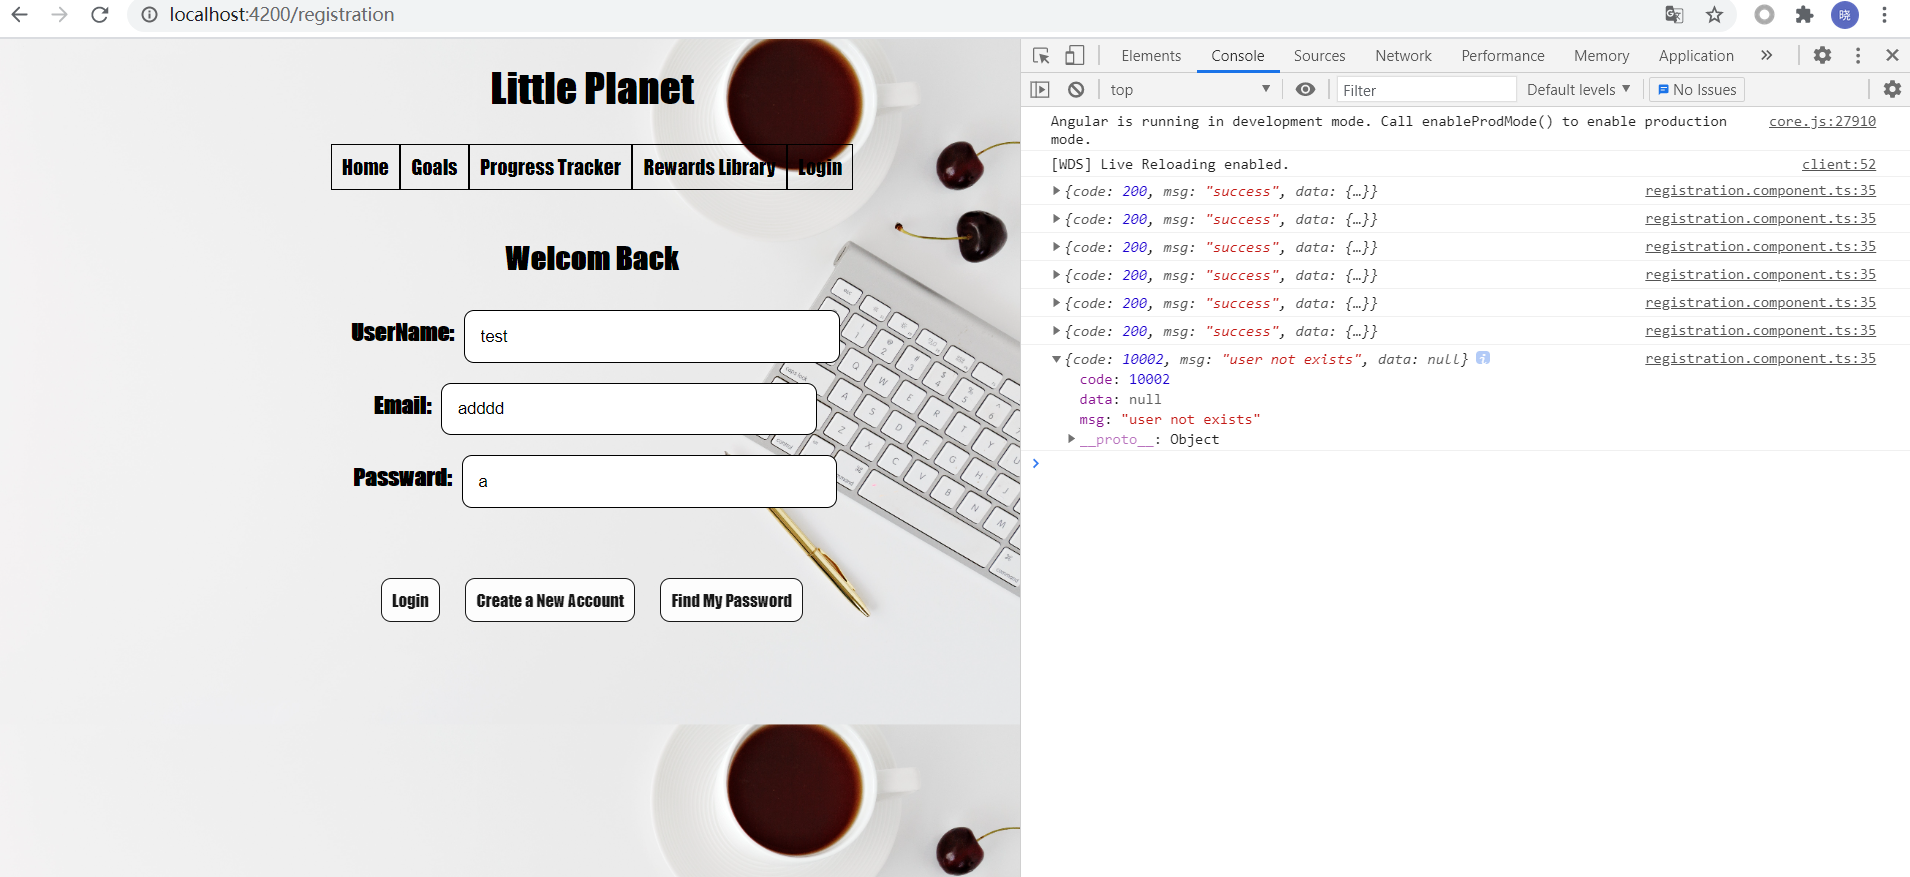 localhost:4200/registration
晓
Little Planet
Home Goals Progress Tracker Rewards Library Login
Welcom Back
UserName: test
Email: adddd
Passward: a
Login Create a New Account Find My Password
Elements Console Sources Network Performance Memory Application
top Filter Default levels No Issues
Angular is running in development mode. Call enableProdMode() to enable production core.js:27910
mode.
[WDS] Live Reloading enabled. client:52
{code: 200, msg: "success", data: {…}} registration.component.ts:35
{code: 200, msg: "success", data: {…}} registration.component.ts:35
{code: 200, msg: "success", data: {…}} registration.component.ts:35
{code: 200, msg: "success", data: {…}} registration.component.ts:35
{code: 200, msg: "success", data: {…}} registration.component.ts:35
{code: 200, msg: "success", data: {…}} registration.component.ts:35
{code: 10002, msg: "user not exists", data: null} registration.component.ts:35
code: 10002
data: null
msg: "user not exists"
__proto__: Object